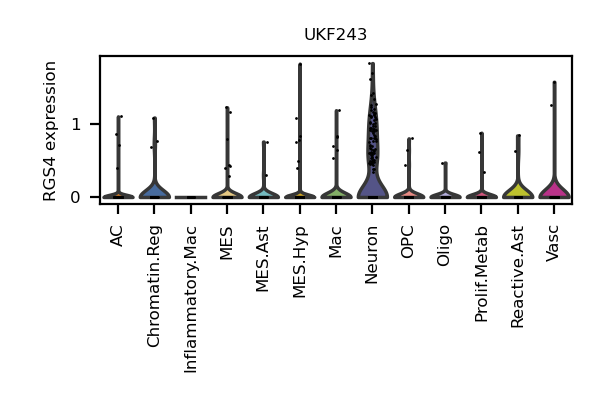 UKF243
RGS4 expression
1
0
AC
Chromatin.Reg
Inflammatory.Mac
MES
MES.Ast
MES.Hyp
Mac
Neuron
OPC
Oligo
Prolif.Metab
Reactive.Ast
Vasc